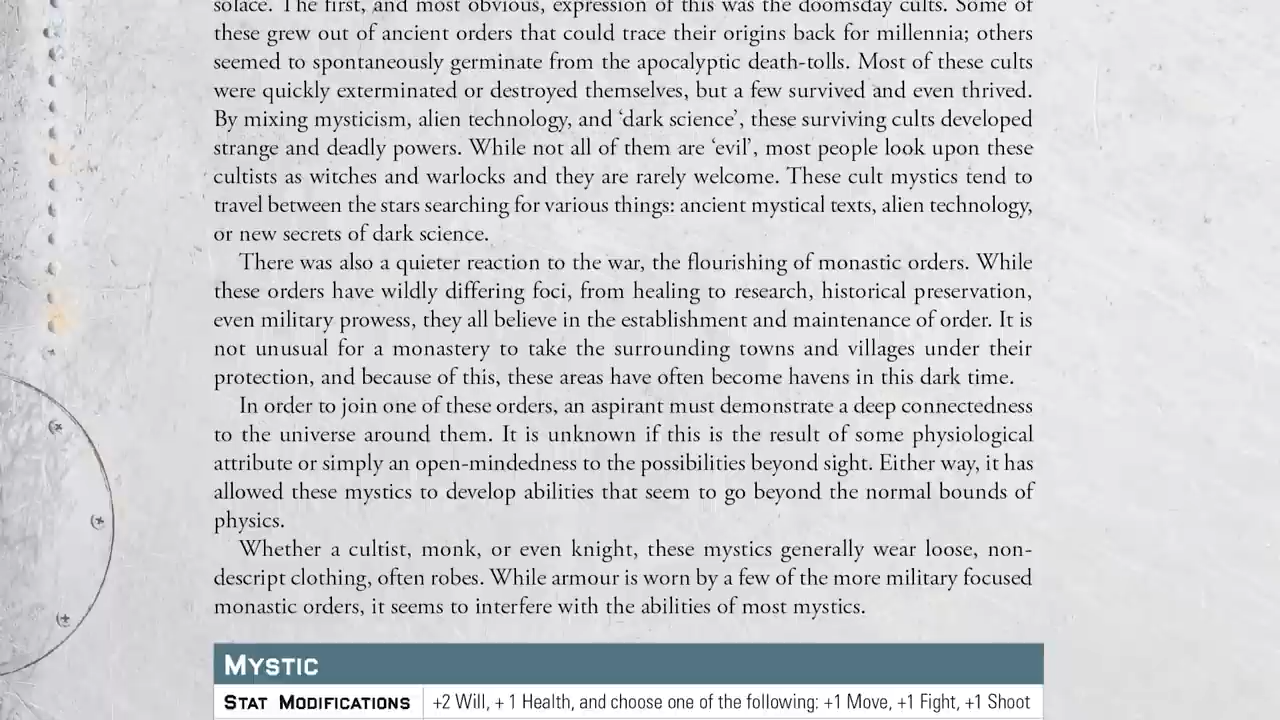 solace. The first, and most obvious, expression of this was the doomsday cults. Some of
these grew out of ancient orders that could trace their origins back for millennia; others
seemed to spontaneously germinate from the apocalyptic death-tolls. Most of these cults
were quickly exterminated or destroyed themselves, but a few survived and even thrived.
By mixing mysticism, alien technology, and ‘dark science’, these surviving cults developed
strange and deadly powers. While not all of them are ‘evil’, most people look upon these
cultists as witches and warlocks and they are rarely welcome. These cult mystics tend to
travel between the stars searching for various things: ancient mystical texts, alien technology,
or new secrets of dark science.
There was also a quieter reaction to the war, the flourishing of monastic orders. While
these orders have wildly differing foci, from healing to research, historical preservation,
even military prowess, they all believe in the establishment and maintenance of order. It is
not unusual for a monastery to take the surrounding towns and villages under their
protection, and because of this, these areas have often become havens in this dark time.
In order to join one of these orders, an aspirant must demonstrate a deep connectedness
to the universe around them. It is unknown if this is the result of some physiological
attribute or simply an open-mindedness to the possibilities beyond sight. Either way, it has
allowed these mystics to develop abilities that seem to go beyond the normal bounds of
physics.
Whether a cultist, monk, or even knight, these mystics generally wear loose, non-
descript clothing, often robes. While armour is worn by a few of the more military focused
monastic orders, it seems to interfere with the abilities of most mystics.
MYSTIC
STAT MODIFICATIONS +2 Will, + 1 Health, and choose one of the following: +1 Move, +1 Fight, +1 Shoot